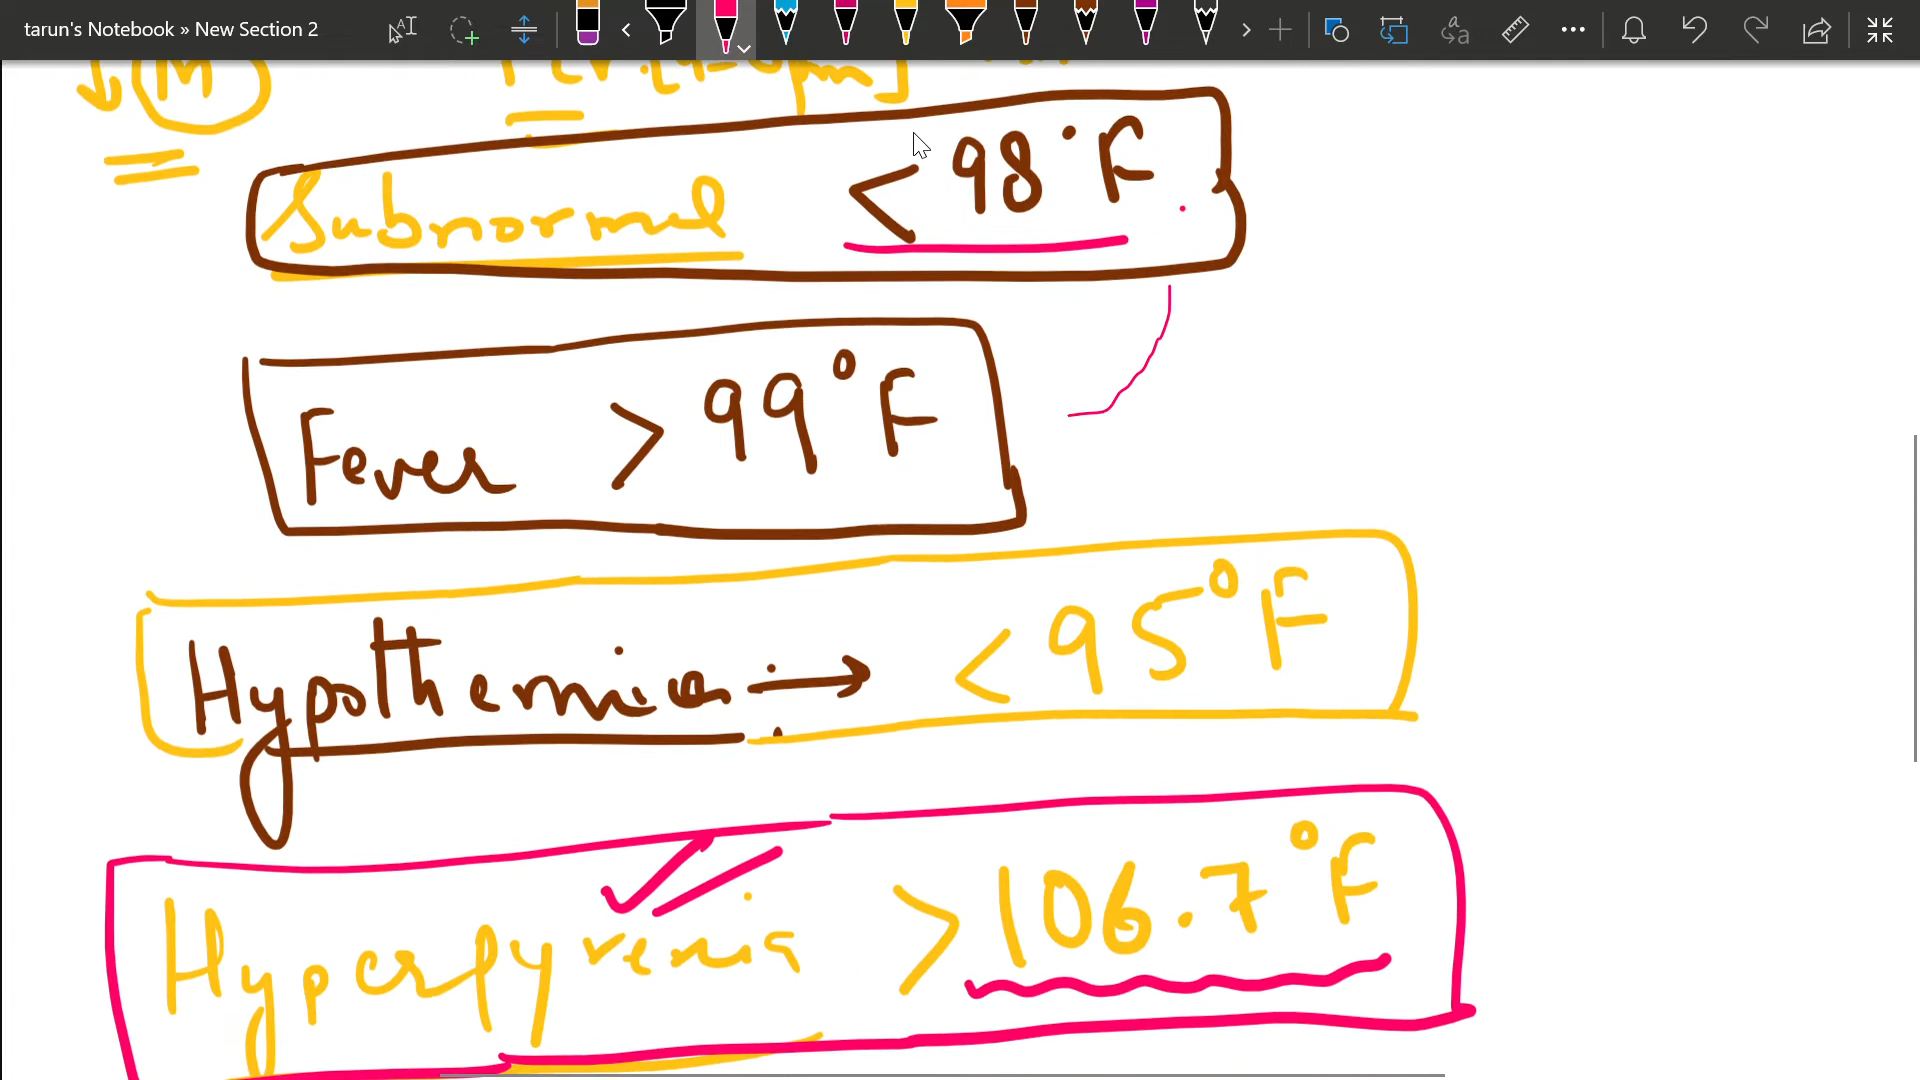 tarun's Notebook » New Section 2
M
Subnormal < 98°F
Fever > 99°F
Hypothermia → < 95°F
Hyperpyrexia > 106.7°F